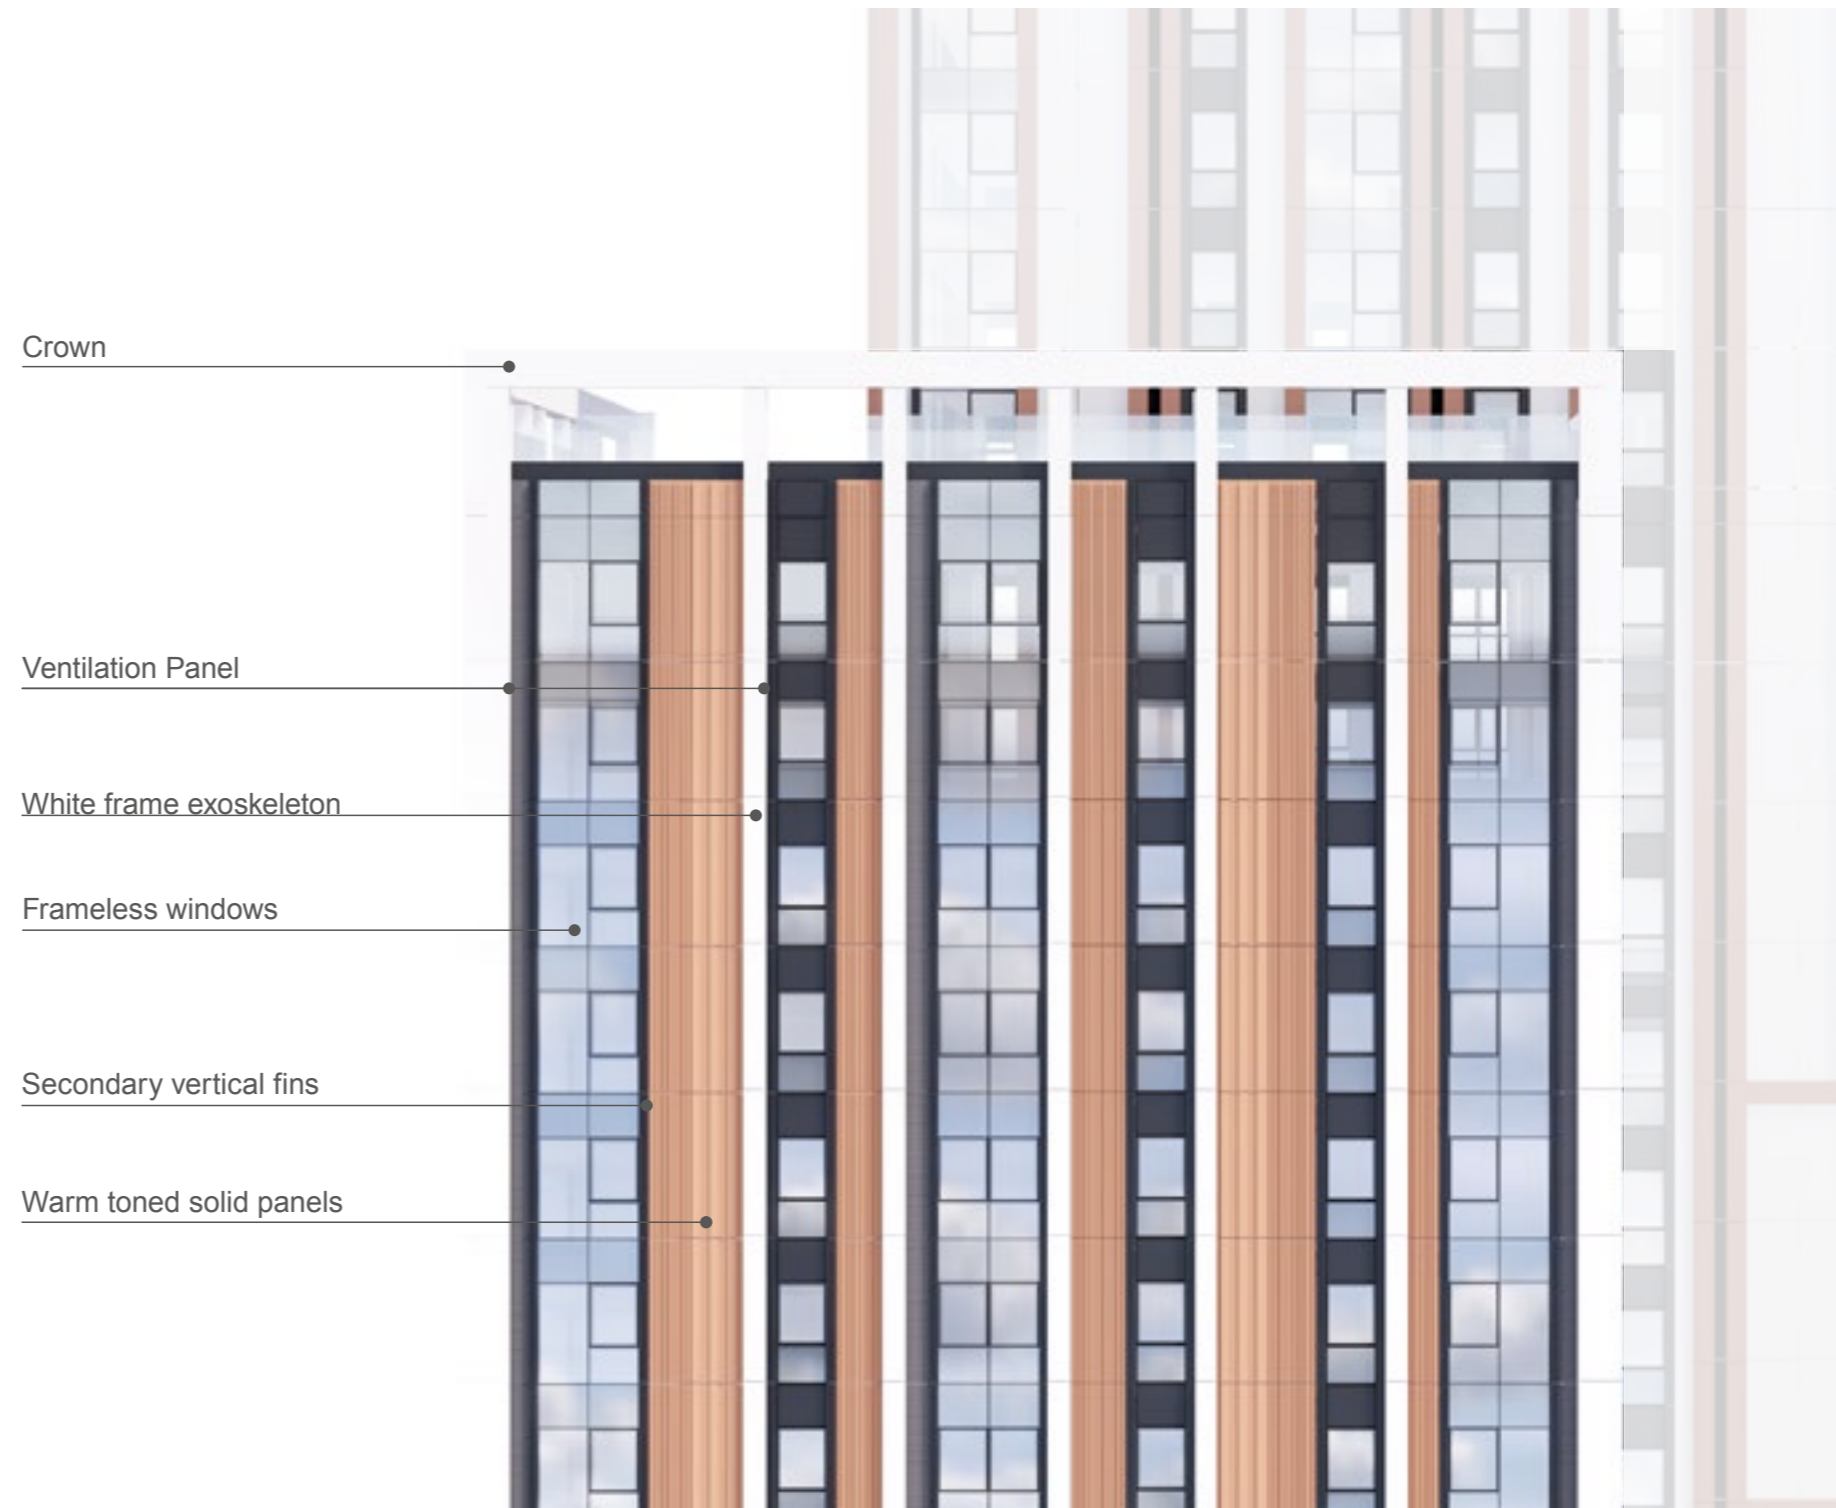 Crown
Ventilation Panel
White frame exoskeleton
Frameless windows
Secondary vertical fins
Warm toned solid panels